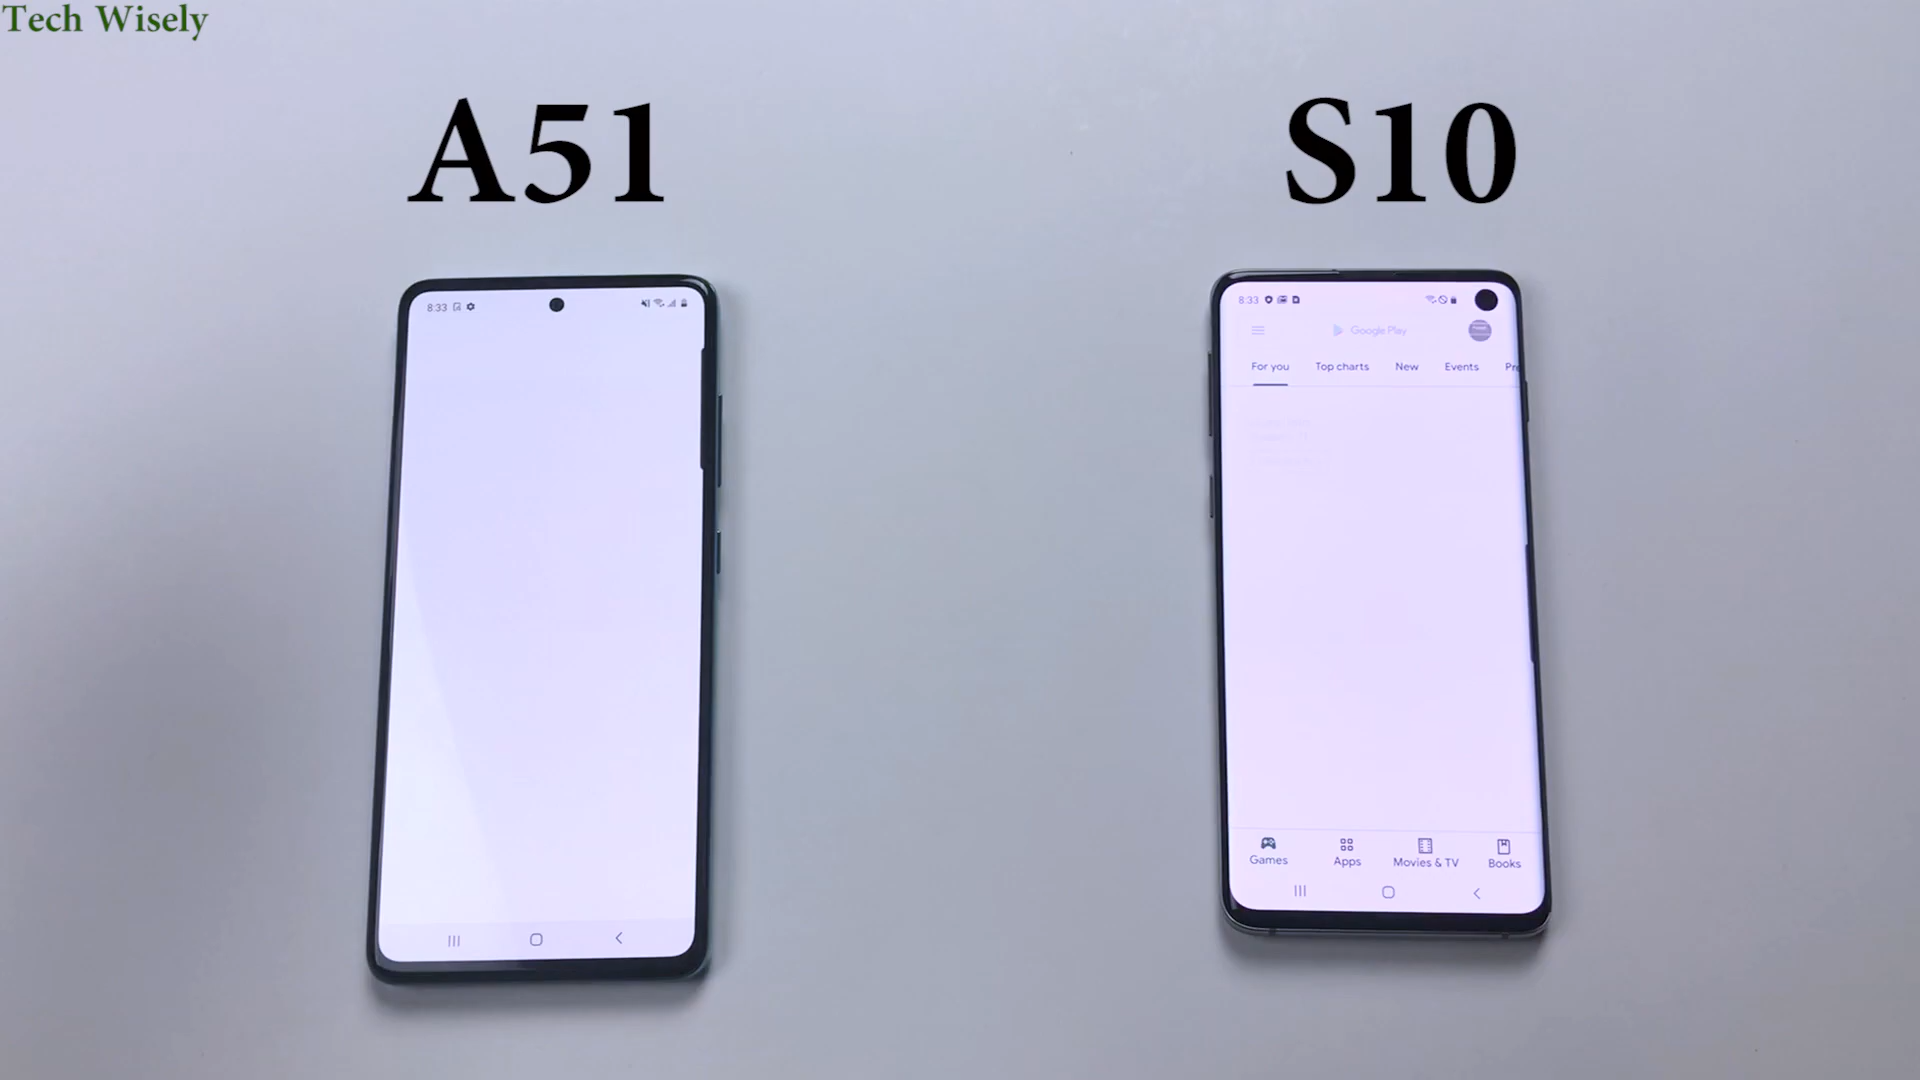 Tech Wisely
A51
S10
8:33
8:33
Google Play
For you
Top charts
New
Events
Pre
Games
Apps
Movies & TV
Books